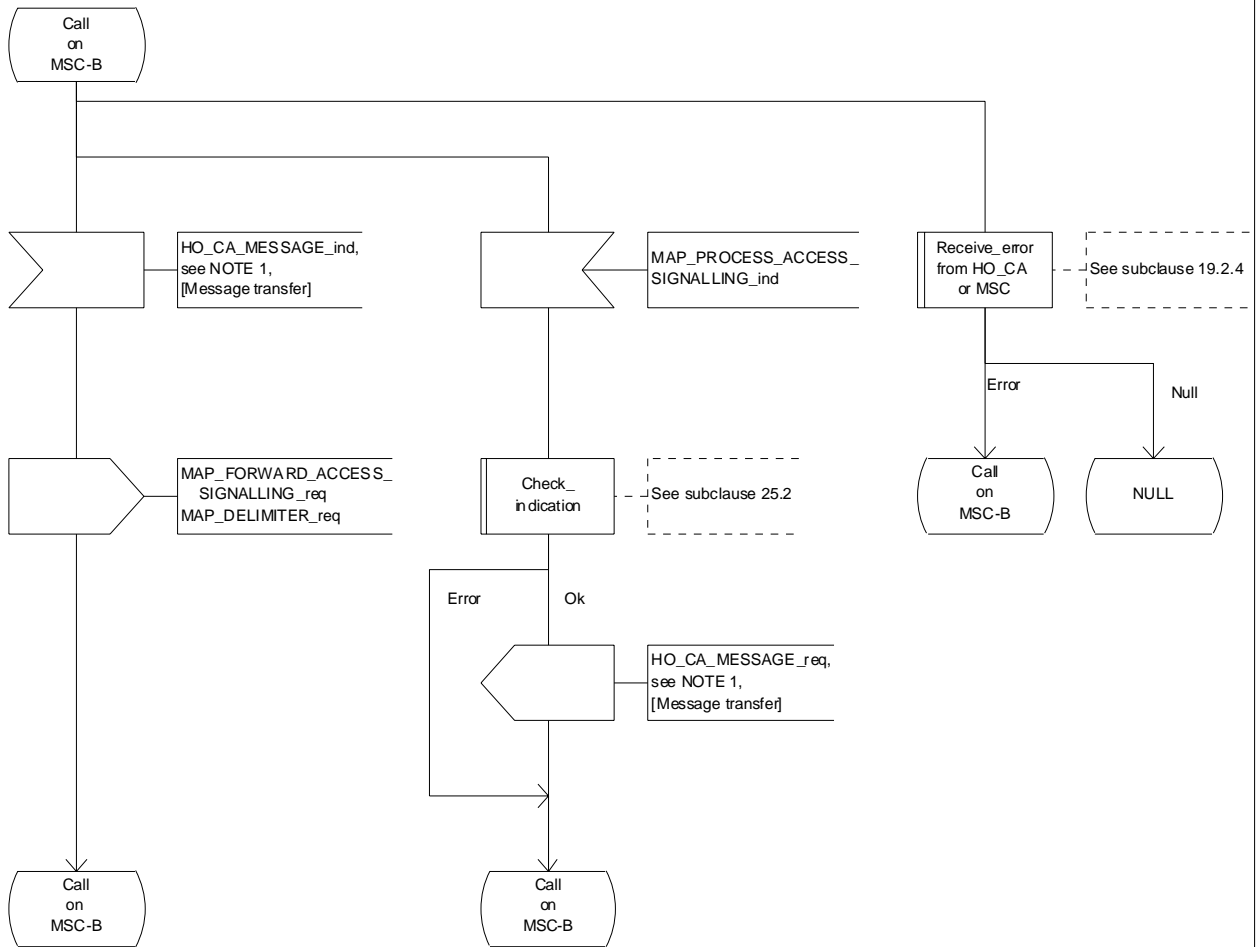 Call
on
MSC-B
HO_CA_MESSAGE_ind,
see NOTE 1,
[Message transfer]
MAP_PROCESS_ACCESS_
SIGNALLING_ind
Receive_error
from HO_CA
or MSC
See subclause 19.2.4
Error
Null
MAP_FORWARD_ACCESS_
SIGNALLING_req
MAP_DELIMITER_req
Check_
indication
See subclause 25.2
Call
on
MSC-B
NULL
Error
Ok
HO_CA_MESSAGE_req,
see NOTE 1,
[Message transfer]
Call
on
MSC-B
Call
on
MSC-B